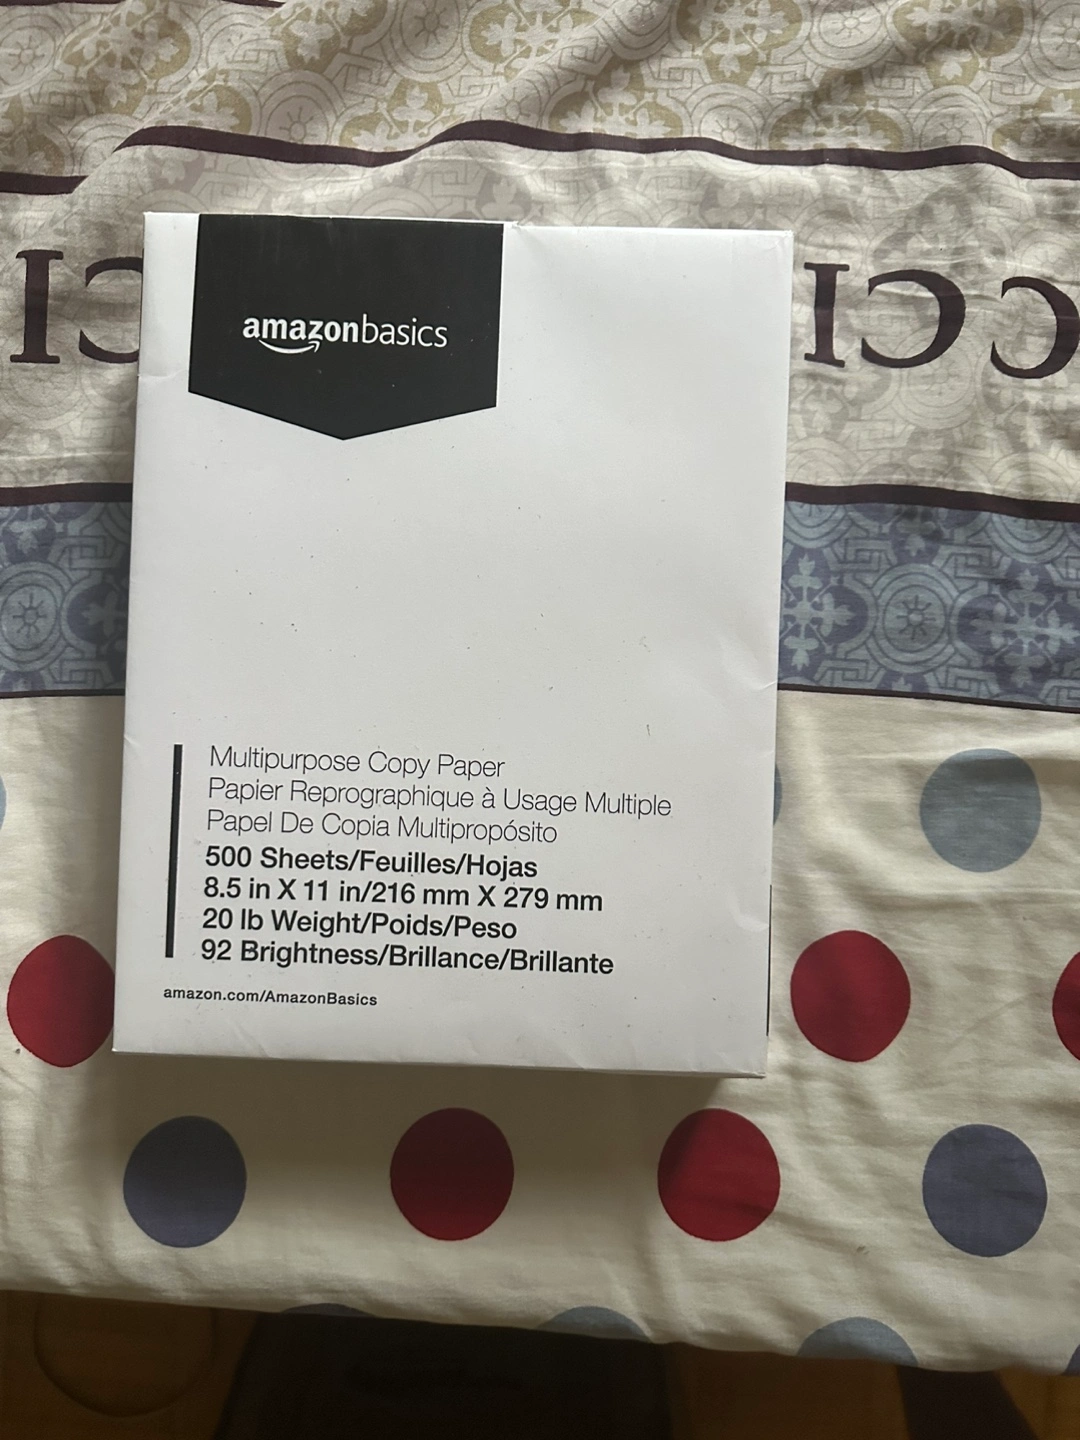 amazonbasics
ICCI
Multipurpose Copy Paper
Papier Reprographique à Usage Multiple
Papel De Copia Multipropósito
500 Sheets/Feuilles/Hojas
8.5 in X 11 in/216 mm X 279 mm
20 lb Weight/Poids/Peso
92 Brightness/Brillance/Brillante
amazon.com/AmazonBasics